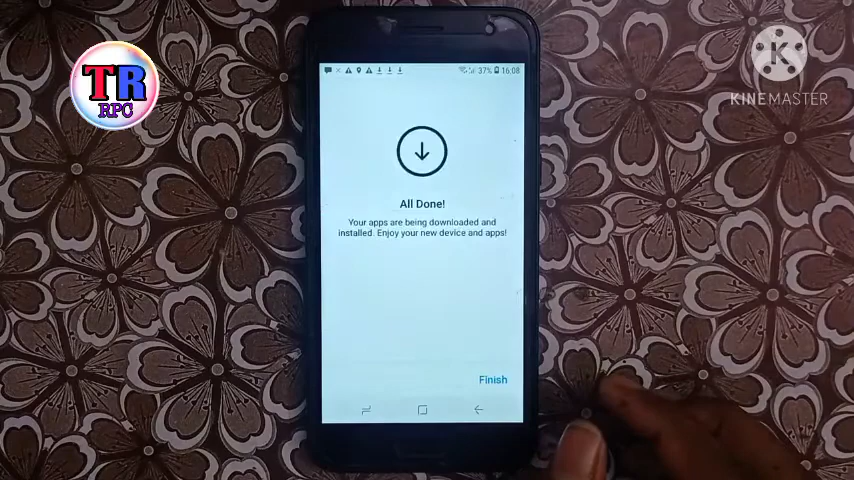 TR
RPC
KINEMASTER
37% 16:08
All Done!
Your apps are being downloaded and
installed. Enjoy your new device and apps!
Finish